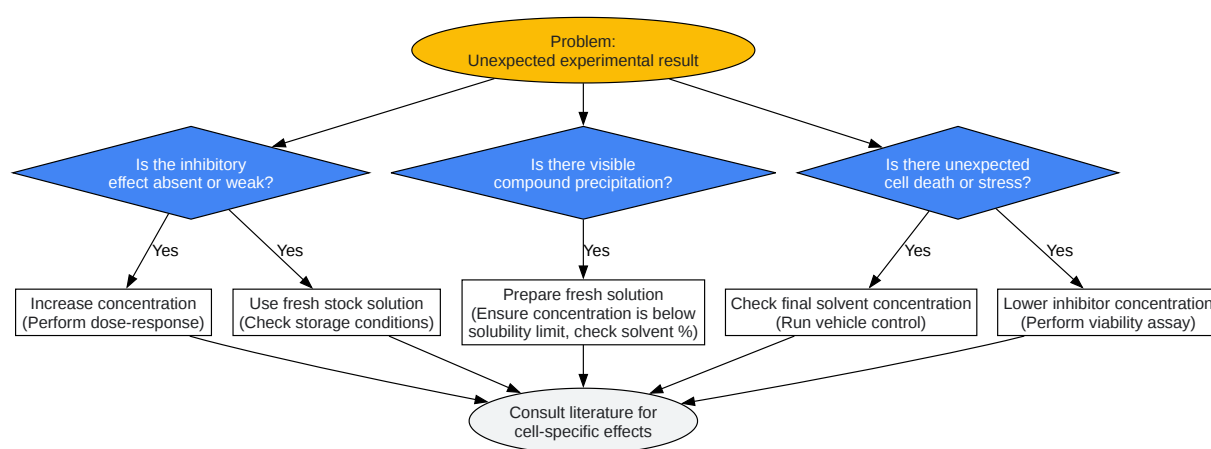 Problem:
Unexpected experimental result
Is the inhibitory
effect absent or weak?
Is there visible
compound precipitation?
Is there unexpected
cell death or stress?
Yes
Yes
Yes
Yes
Yes
Increase concentration
(Perform dose-response)
Use fresh stock solution
(Check storage conditions)
Prepare fresh solution
(Ensure concentration is below
solubility limit, check solvent %)
Check final solvent concentration
(Run vehicle control)
Lower inhibitor concentration
(Perform viability assay)
Consult literature for
cell-specific effects